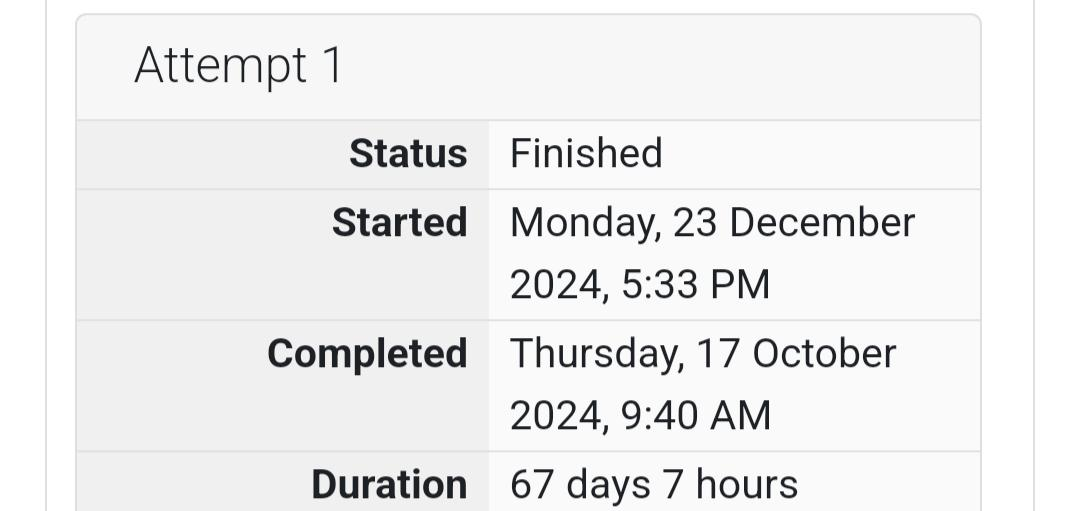 Attempt 1
Status Finished
Started Monday, 23 December
2024, 5:33 PM
Completed Thursday, 17 October
2024, 9:40 AM
Duration 67 days 7 hours